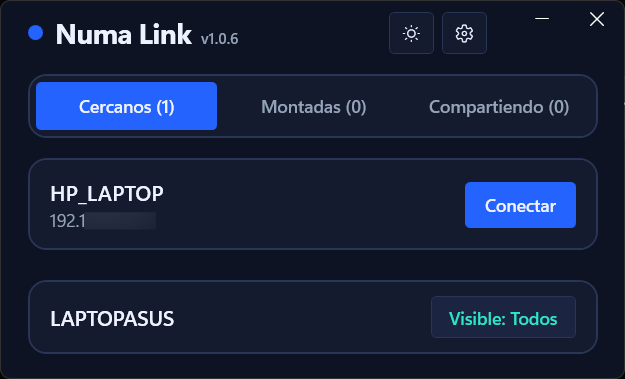 Numa Link v1.0.6
Cercanos (1) Montadas (0) Compartiendo (0)
HP_LAPTOP
192.1
Conectar
LAPTOPASUS
Visible: Todos